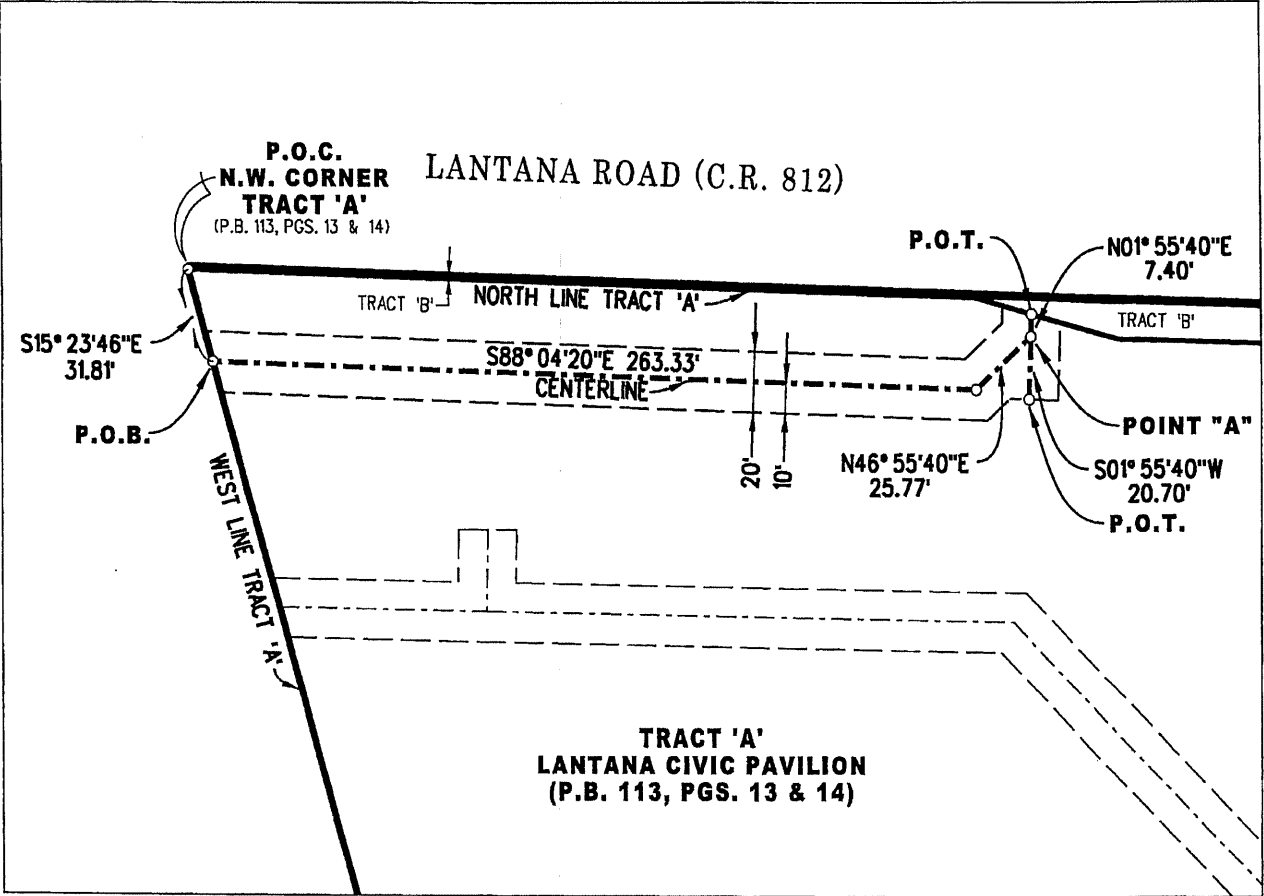 P.O.C.
N.W. CORNER
TRACT 'A'
(P.B. 113, PGS. 13 & 14)
LANTANA ROAD (C.R. 812)
P.O.T.
N01° 55'40"E
7.40'
TRACT 'B'
NORTH LINE TRACT 'A'
TRACT 'B'
S15° 23'46"E
31.81'
S88° 04'20"E 263.33'
CENTERLINE
P.O.B.
POINT "A"
20'
10'
N46° 55'40"E
25.77'
S01° 55'40"W
20.70'
P.O.T.
WEST LINE TRACT 'A'
TRACT 'A'
LANTANA CIVIC PAVILION
(P.B. 113, PGS. 13 & 14)